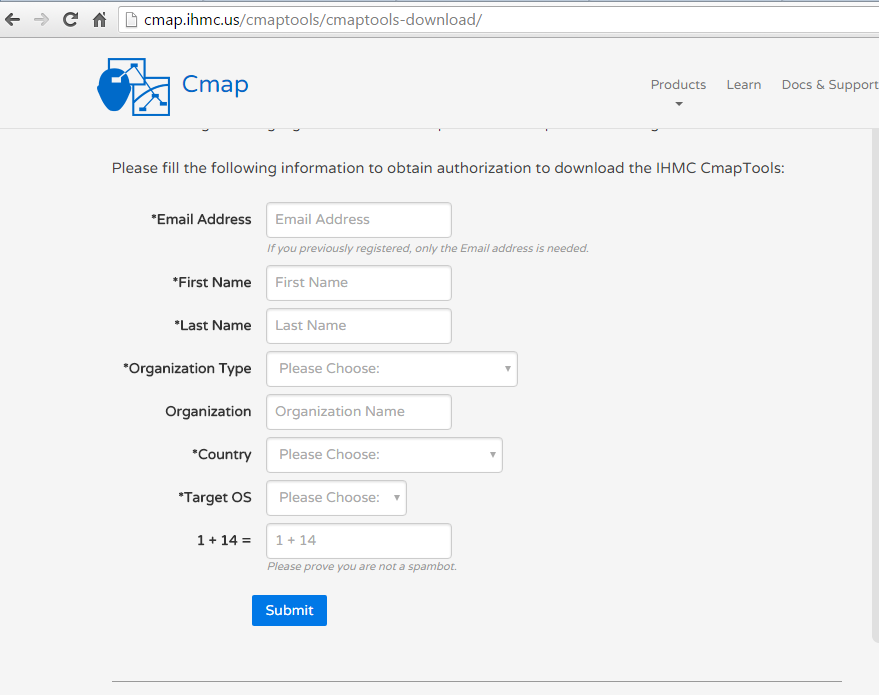 cmap.ihmc.us/cmaptools/cmaptools-download/
Cmap
Products
Learn
Docs & Support
Please fill the following information to obtain authorization to download the IHMC CmapTools:
*Email Address
Email Address
If you previously registered, only the Email address is needed.
*First Name
First Name
*Last Name
Last Name
*Organization Type
Please Choose:
Organization
Organization Name
*Country
Please Choose:
*Target OS
Please Choose:
1 + 14 =
1 + 14
Please prove you are not a spambot.
Submit